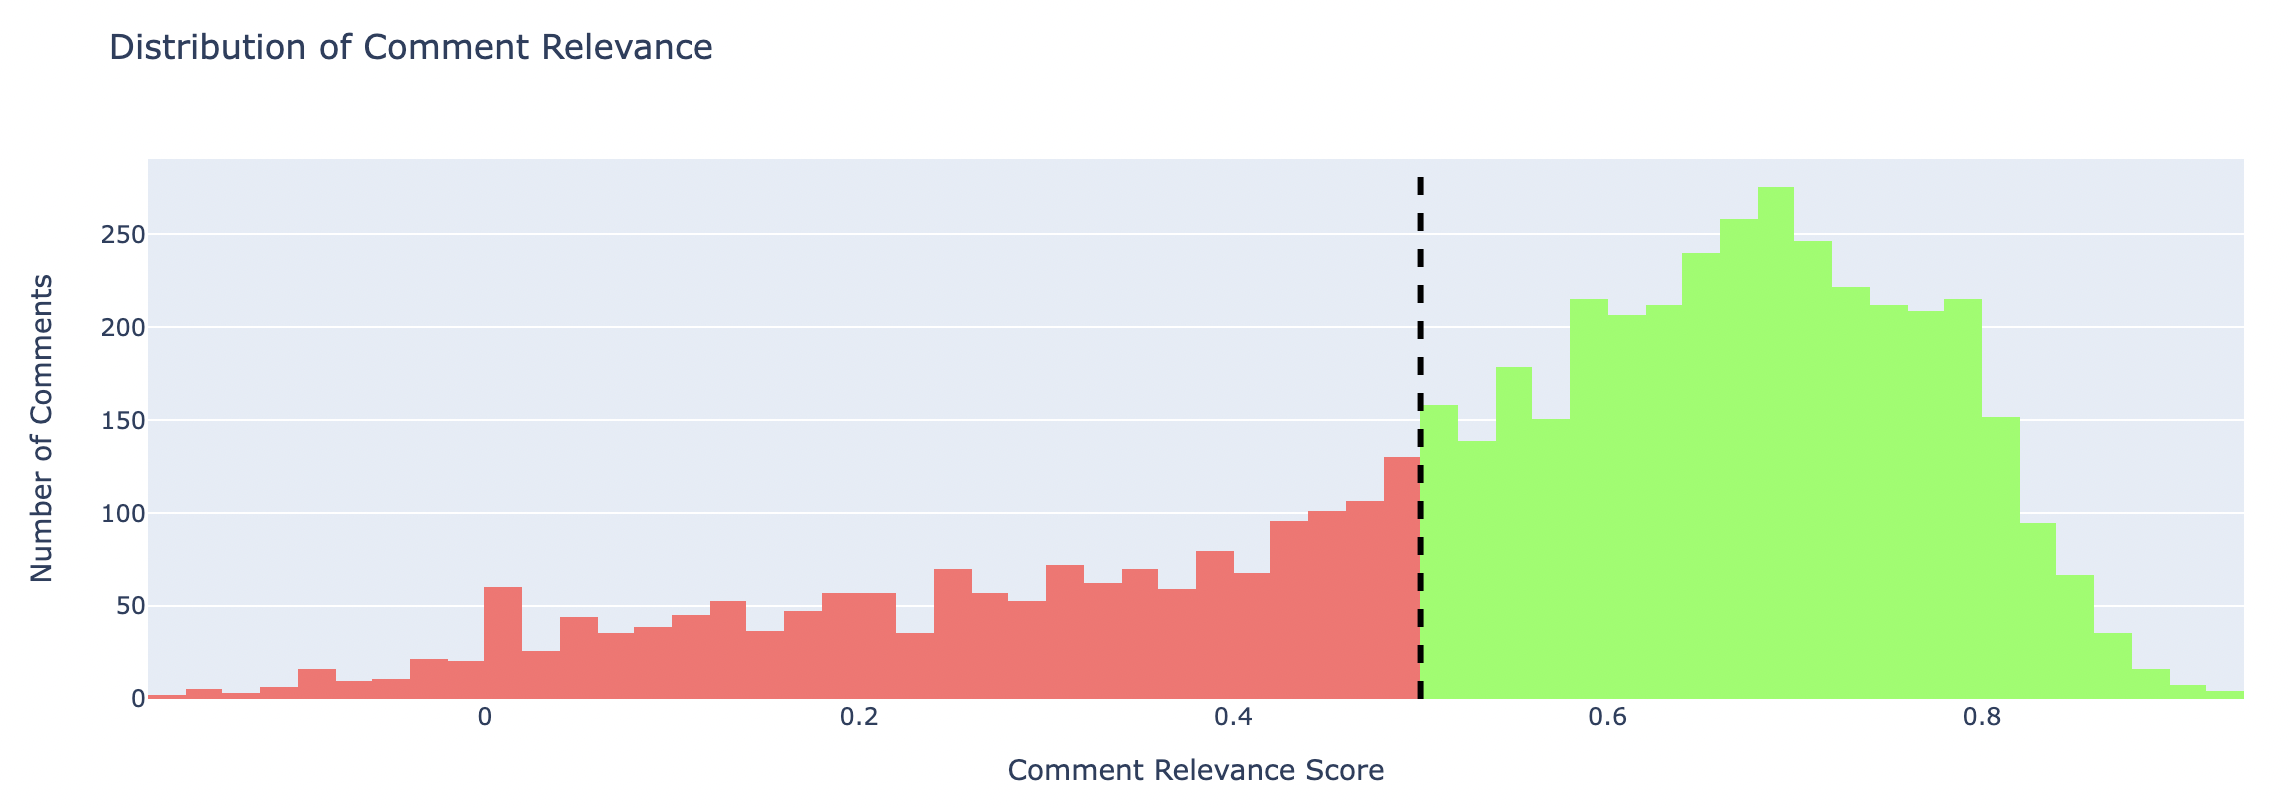 Distribution of Comment Relevance
Number of Comments
250
200
150
100
50
0
0 0.2 0.4 0.6 0.8
Comment Relevance Score